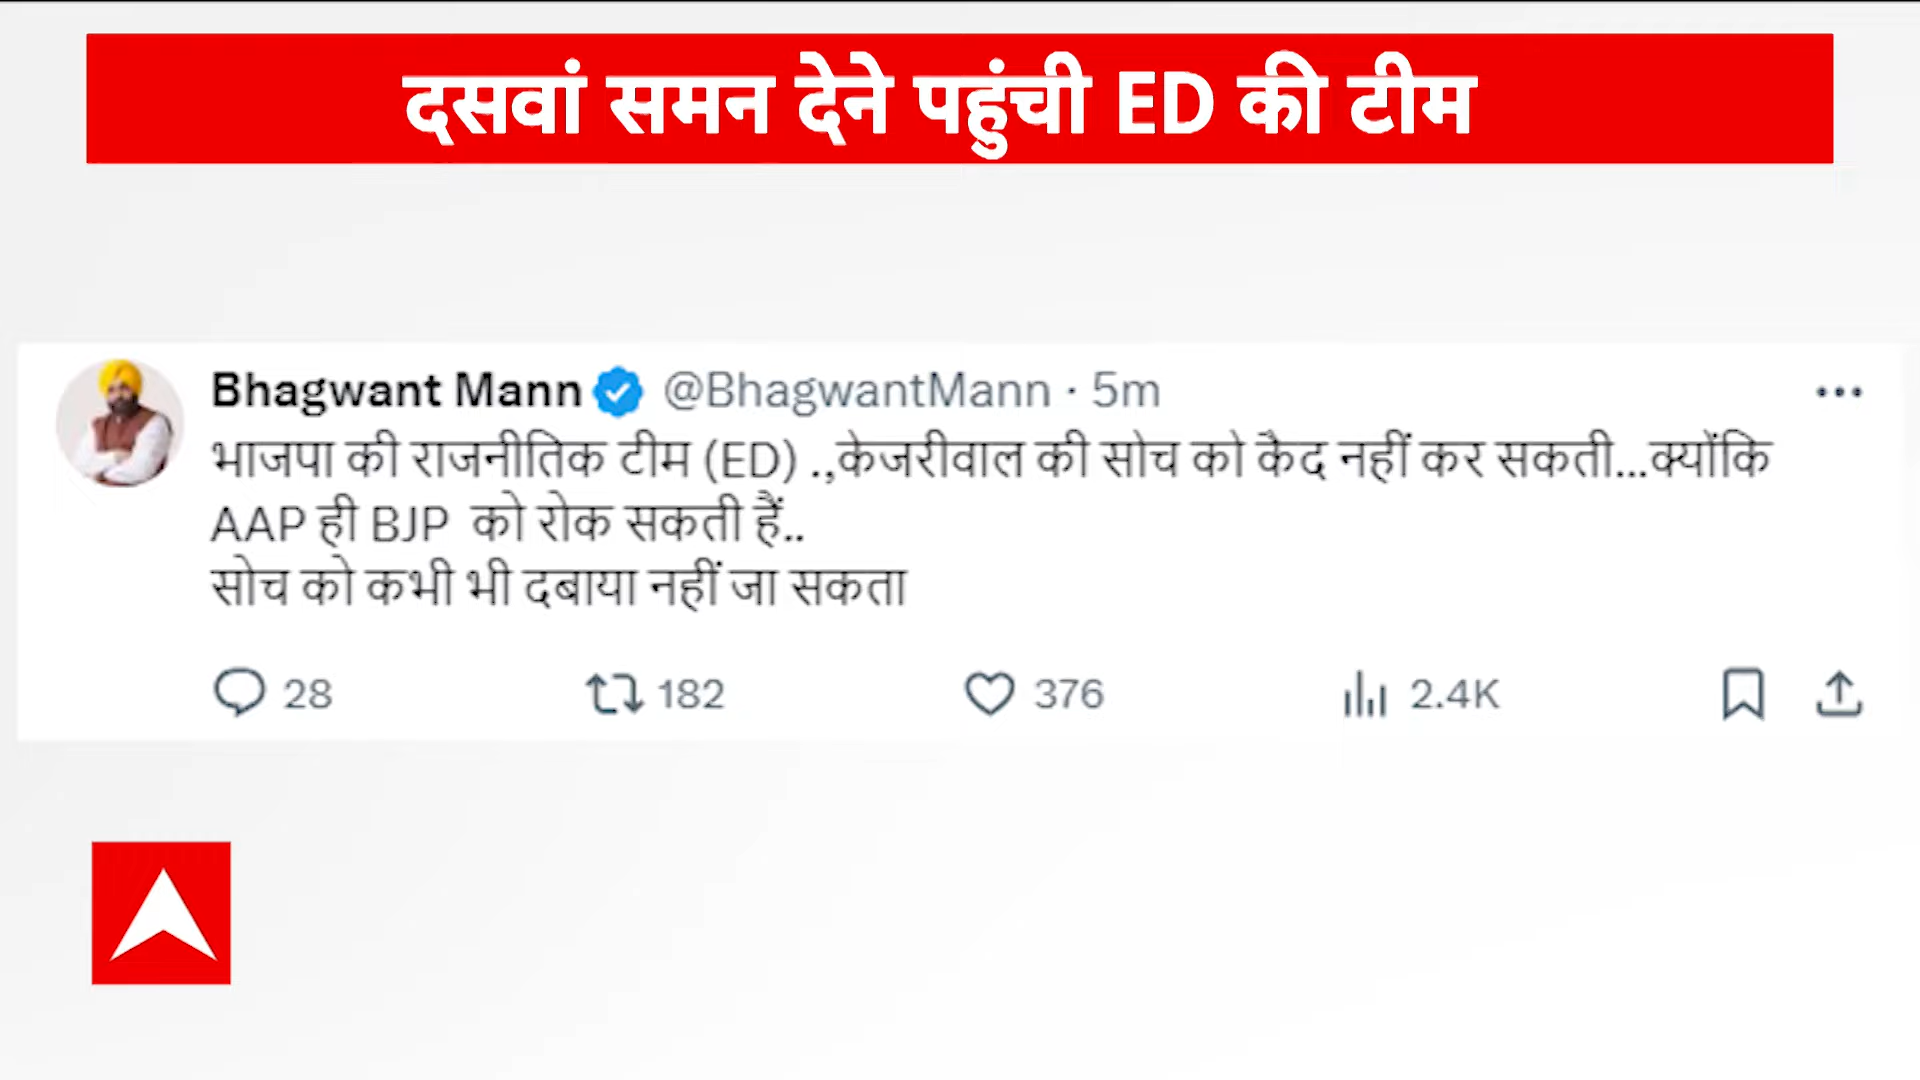 दसवां समन देने पहुंची ED की टीम
Bhagwant Mann @BhagwantMann · 5m
भाजपा की राजनीतिक टीम (ED) .,केजरीवाल की सोच को कैद नहीं कर सकती...क्योंकि
AAP ही BJP को रोक सकती हैं..
सोच को कभी भी दबाया नहीं जा सकता
28 182 376 2.4K